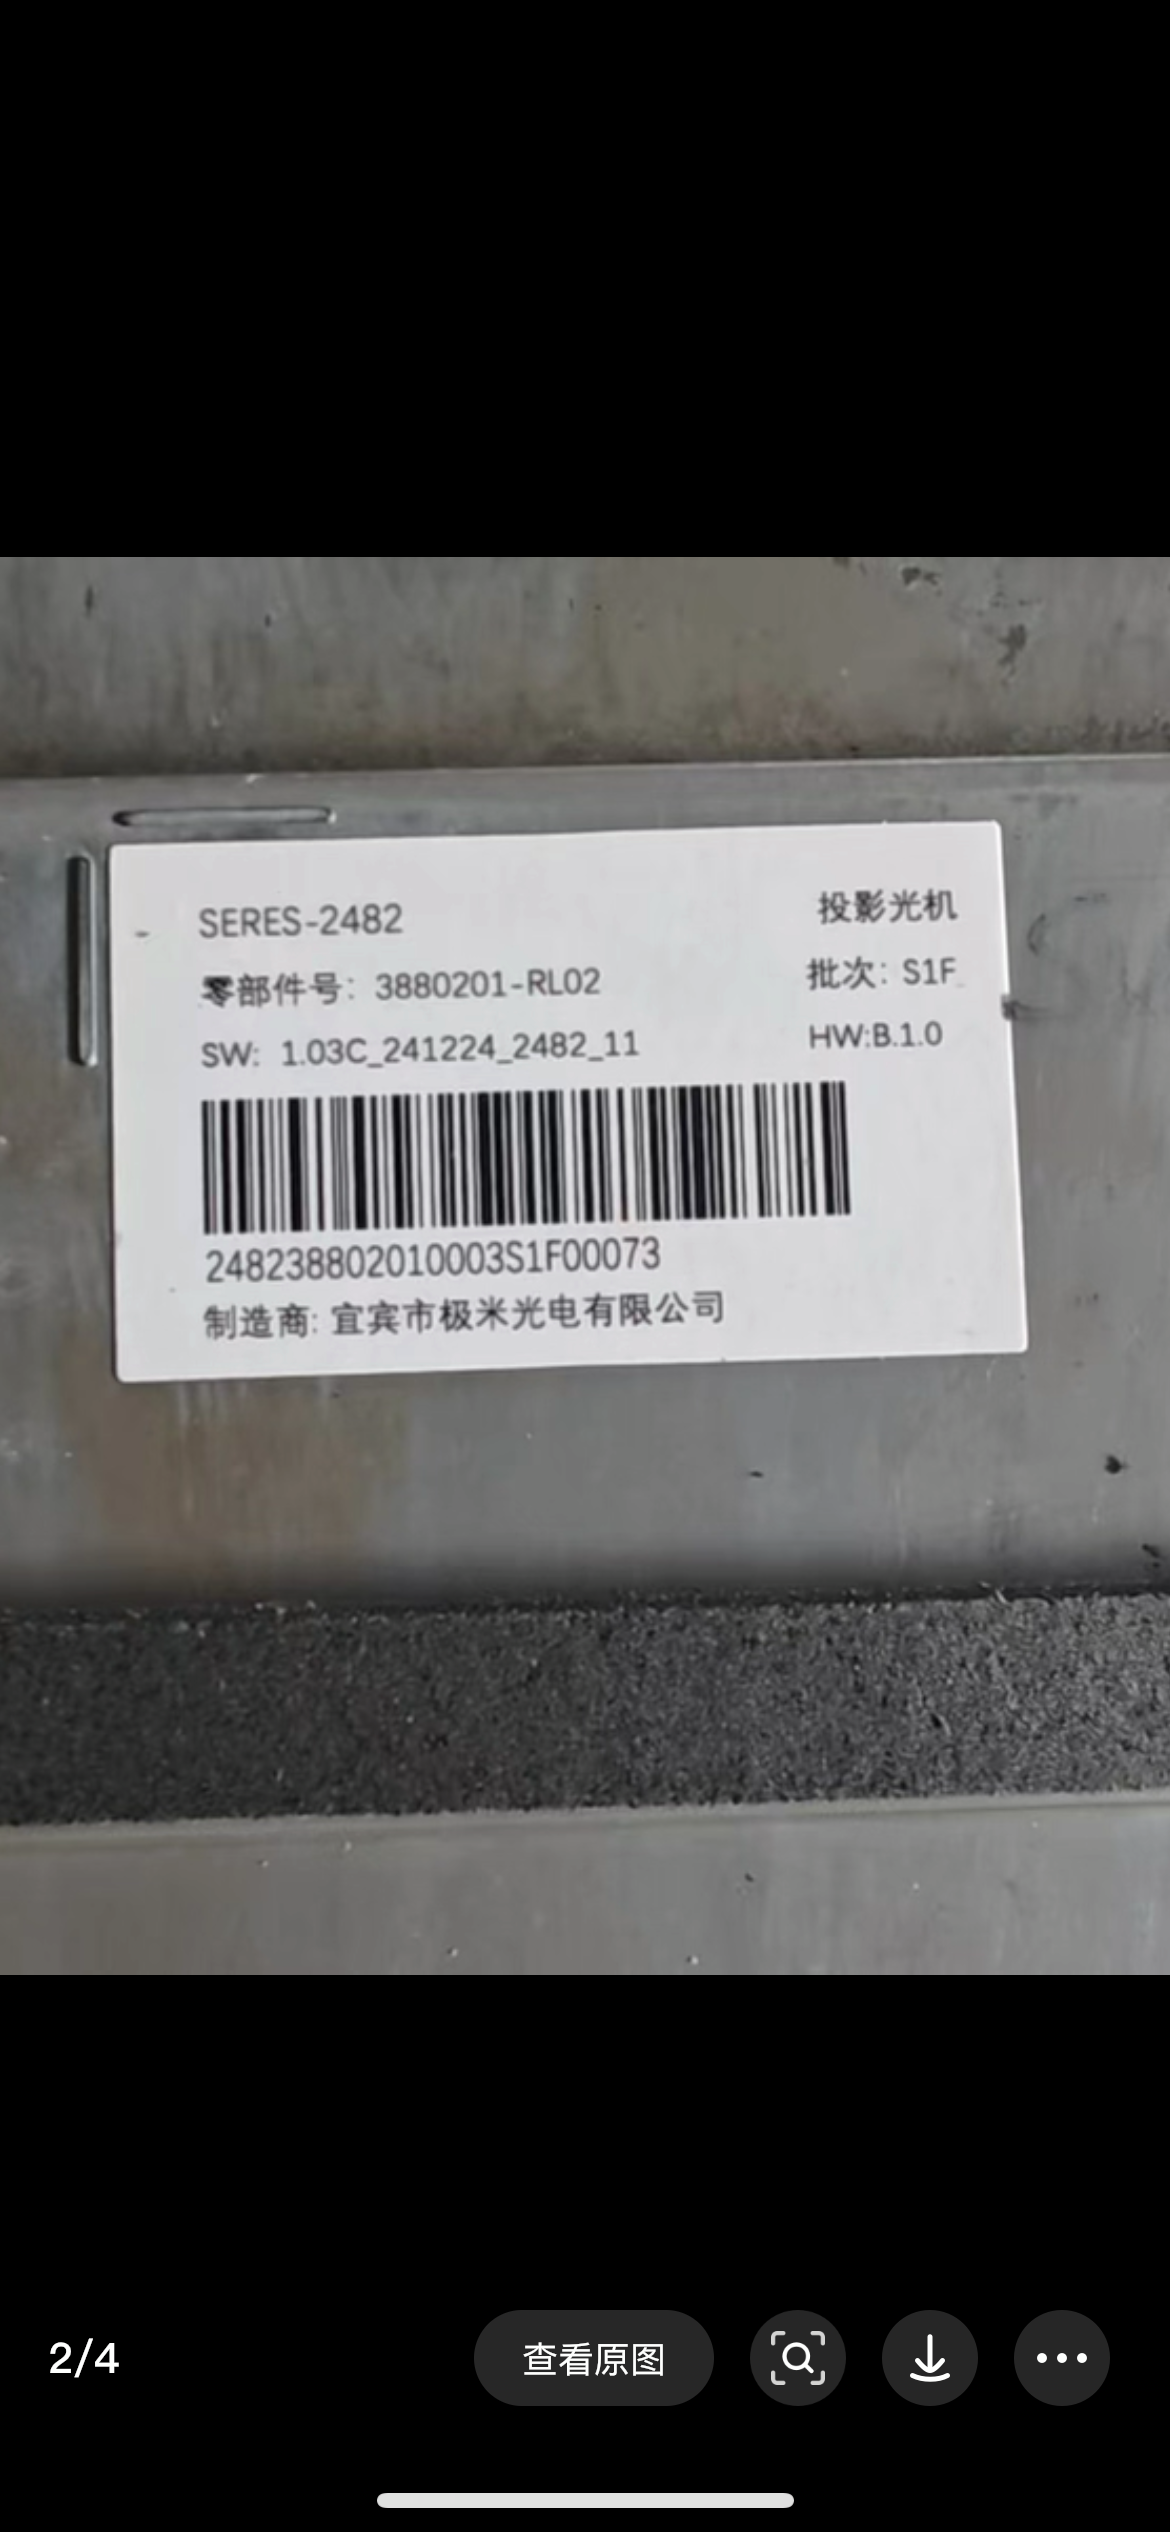 SERES-2482
投影光机
零部件号：3880201-RL02
批次：S1F
SW: 1.03C_241224_2482_11
HW:B.1.0
248238802010003S1F00073
制造商: 宜宾市极米光电有限公司
2/4
查看原图